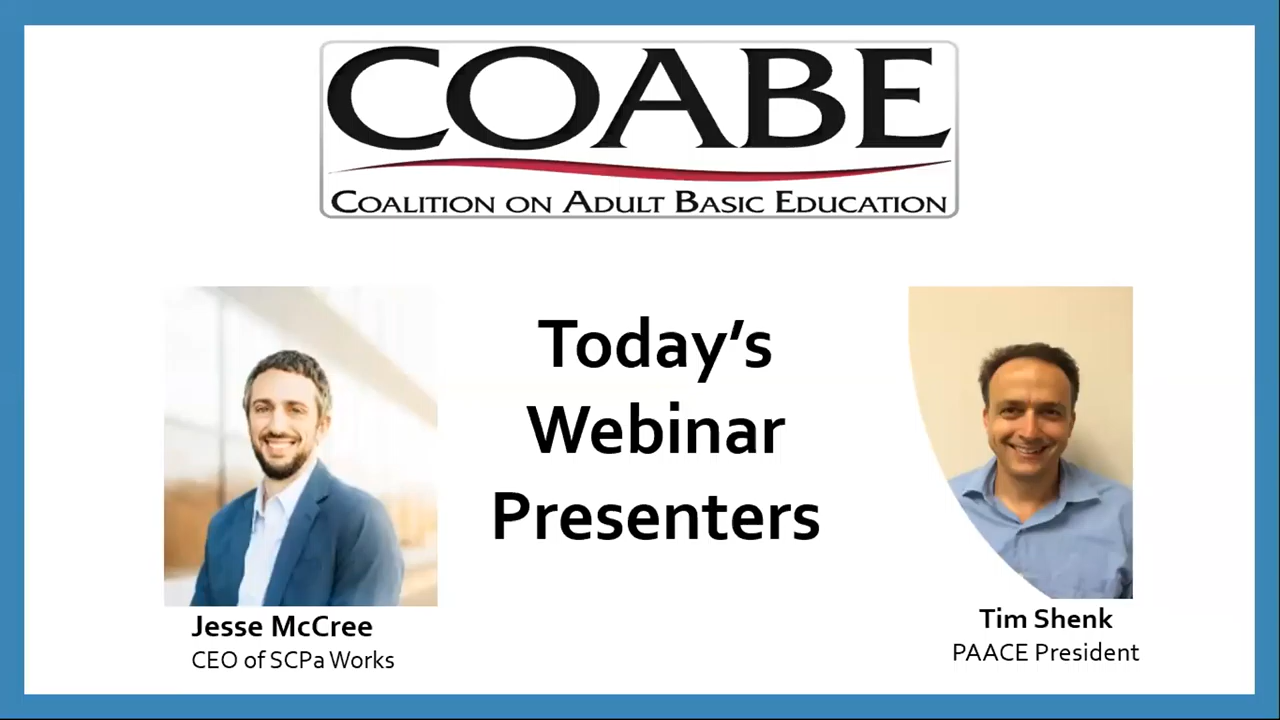 COABE
COALITION ON ADULT BASIC EDUCATION
Today's
Webinar
Presenters
Jesse McCree
CEO of SCPa Works
Tim Shenk
PAACE President